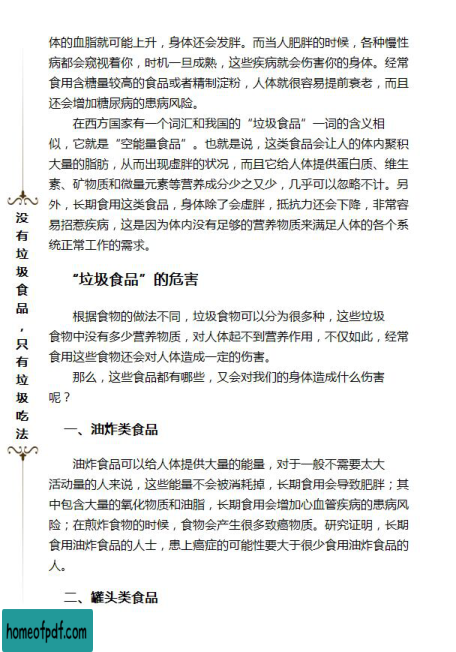 体的血脂就可能上升，身体还会发胖。而当人肥胖的时候，各种慢性
病都会窥视着你，时机一旦成熟，这些疾病就会伤害你的身体。经常
食用含糖量较高的食品或者精制淀粉，人体就很容易提前衰老，而且
还会增加糖尿病的患病风险。
在西方国家有一个词汇和我国的“垃圾食品”一词的含义相
似，它就是“空能量食品”。也就是说，这类食品会让人的体内聚积
大量的脂肪，从而出现虚胖的状况，而且它给人体提供蛋白质、维生
素、矿物质和微量元素等营养成分少之又少，几乎可以忽略不计。另
外，长期食用这类食品，身体除了会虚胖，抵抗力还会下降，非常容
易招惹疾病，这是因为体内没有足够的营养物质来满足人体的各个系
统正常工作的需求。
“垃圾食品”的危害
根据食物的做法不同，垃圾食物可以分为很多种，这些垃圾
食物中没有多少营养物质，对人体起不到营养作用，不仅如此，经常
食用这些食物还会对人体造成一定的伤害。
那么，这些食品都有哪些，又会对我们的身体造成什么伤害
呢？
一、油炸类食品
油炸食品可以给人体提供大量的能量，对于一般不需要太大
活动量的人来说，这些能量不会被消耗掉，长期食用会导致肥胖；其
中包含大量的氧化物质和油脂，长期食用会增加心血管疾病的患病风
险；在煎炸食物的时候，食物会产生很多致癌物质。研究证明，长期
食用油炸食品的人士，患上癌症的可能性要大于很少食用油炸食品的
人。
二、罐头类食品
没有垃圾食品，只有垃圾吃法
homeofpdf.com